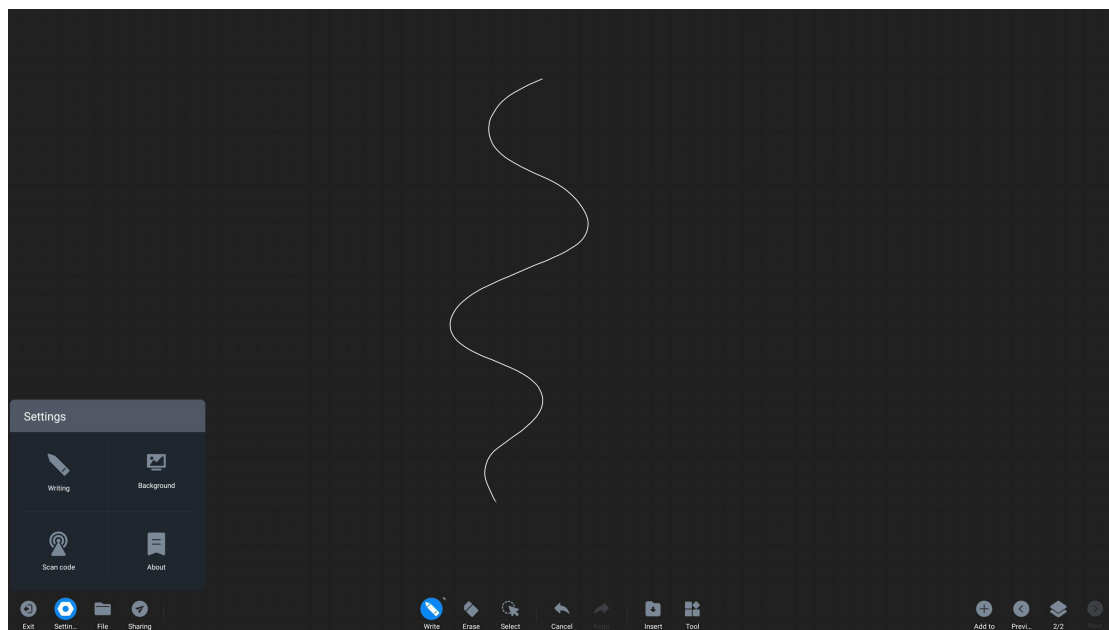 Settings
Writing
Background
Scan code
About
Exit
Settin...
File
Sharing
Write
Erase
Select
Cancel
Redo
Insert
Tool
Add to
Previ...
2/2
Next